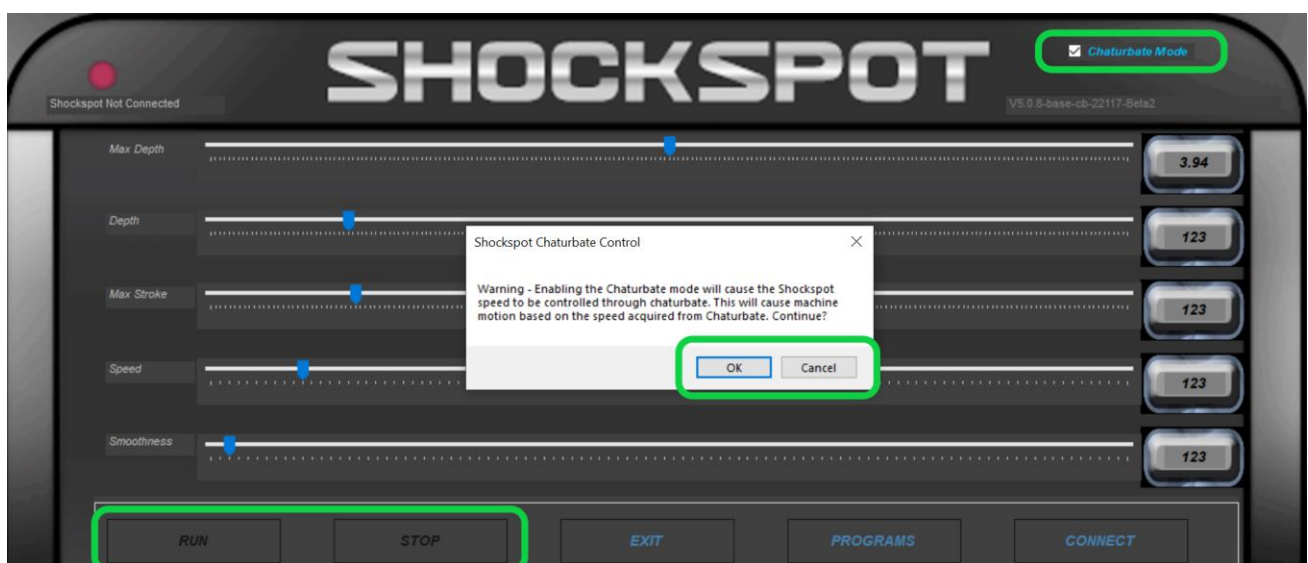 SHOCKSPOT
Chaturbate Mode
Shockspot Not Connected
V5.0.8-base-cb-22117-Beta2
Max Depth
3.94
Depth
123
Shockspot Chaturbate Control
Warning - Enabling the Chaturbate mode will cause the Shockspot
speed to be controlled through chaturbate. This will cause machine
motion based on the speed acquired from Chaturbate. Continue?
Max Stroke
123
OK Cancel
Speed
123
Smoothness
123
RUN STOP EXIT PROGRAMS CONNECT